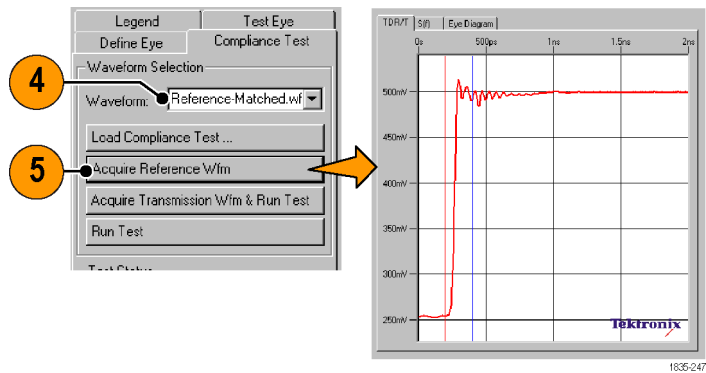 Legend Test Eye
Define Eye Compliance Test
Waveform Selection
4
Waveform: Reference-Matched.wf
Load Compliance Test ...
5
Acquire Reference Wfm
Acquire Transmission Wfm & Run Test
Run Test
Test Status
TDR/T S(f) Eye Diagram
0s 500ps 1ns 1.5ns 2ns
500mV
450mV
400mV
350mV
300mV
250mV
Tektronix
1835-247